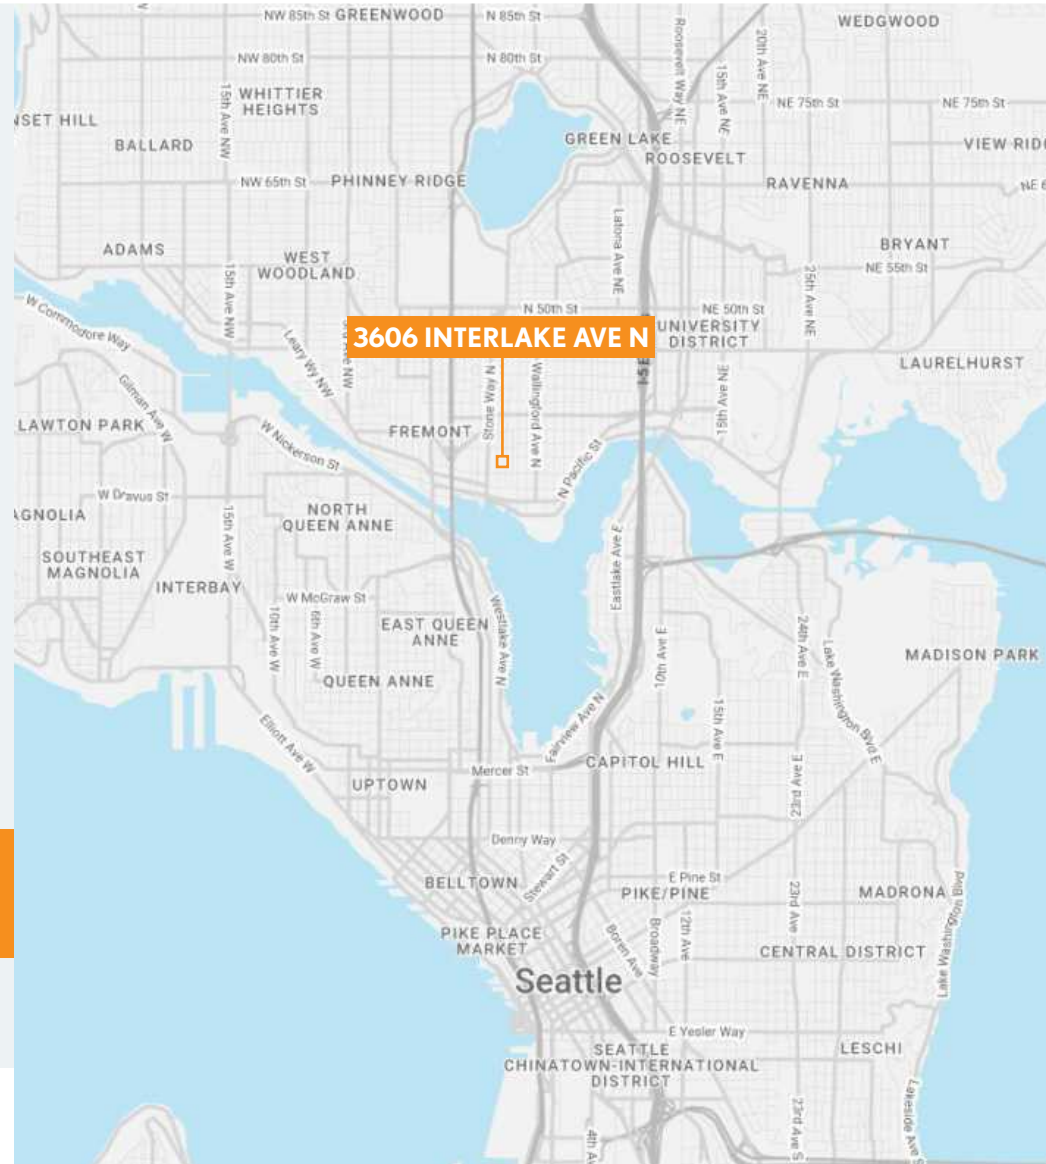 NW 85th St
GREENWOOD
N 85th St
WEDGWOOD
NW 80th St
N 80th St
Roosevelt Way NE
20th Ave NE
15th Ave NE
WHITTIER
HEIGHTS
15th Ave NW
NE 75th St
NE 75th St
NSET HILL
BALLARD
GREEN LAKE
ROOSEVELT
VIEW RIDG
NW 65th St
PHINNEY RIDGE
RAVENNA
NE 6
Latona Ave NE
ADAMS
WEST
WOODLAND
BRYANT
NE 55th St
15th Ave NW
25th Ave NE
W Commodore Way
N 50th St
NE 50th St
3606 INTERLAKE AVE N
UNIVERSITY
DISTRICT
Leary Wy NW
LAURELHURST
I-5 E
Gilman Ave W
Stone Way N
Wallingford Ave N
15th Ave NE
LAWTON PARK
W Nickerson St
FREMONT
N Pacific St
W Dravus St
AGNOLIA
NORTH
QUEEN ANNE
15th Ave W
SOUTHEAST
MAGNOLIA
INTERBAY
Eastlake Ave E
W McGraw St
10th Ave W
6th Ave W
EAST QUEEN
ANNE
Westlake Ave N
10th Ave E
24th Ave E
Lake Washington Blvd E
MADISON PARK
QUEEN ANNE
Elliott Ave W
Fairview Ave N
15th Ave E
CAPITOL HILL
Mercer St
UPTOWN
23rd Ave E
Denny Way
BELLTOWN
Stewart St
E Pine St
PIKE/PINE
23rd Ave
MADRONA
Lake Washington Blvd
PIKE PLACE
MARKET
Boren Ave
Broadway
12th Ave
CENTRAL DISTRICT
Seattle
E Yesler Way
SEATTLE
CHINATOWN-INTERNATIONAL
DISTRICT
LESCHI
Lakeside Ave S
23rd Ave S
4th A